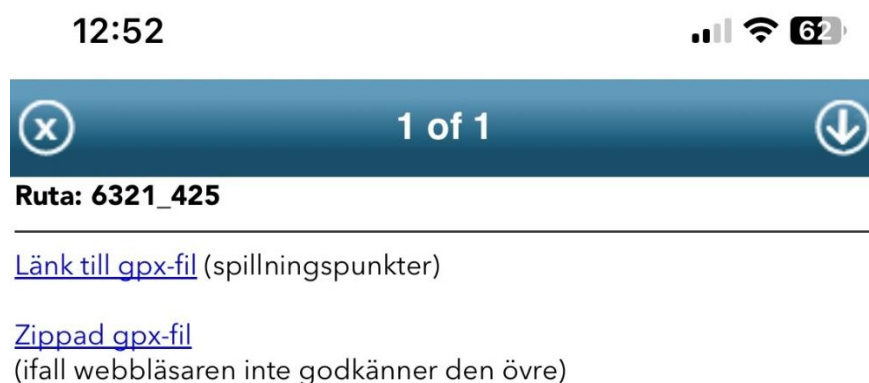 12:52
62
x
1 of 1
Ruta: 6321_425
Länk till gpx-fil (spillningspunkter)
Zippad gpx-fil
(ifall webbläsaren inte godkänner den övre)